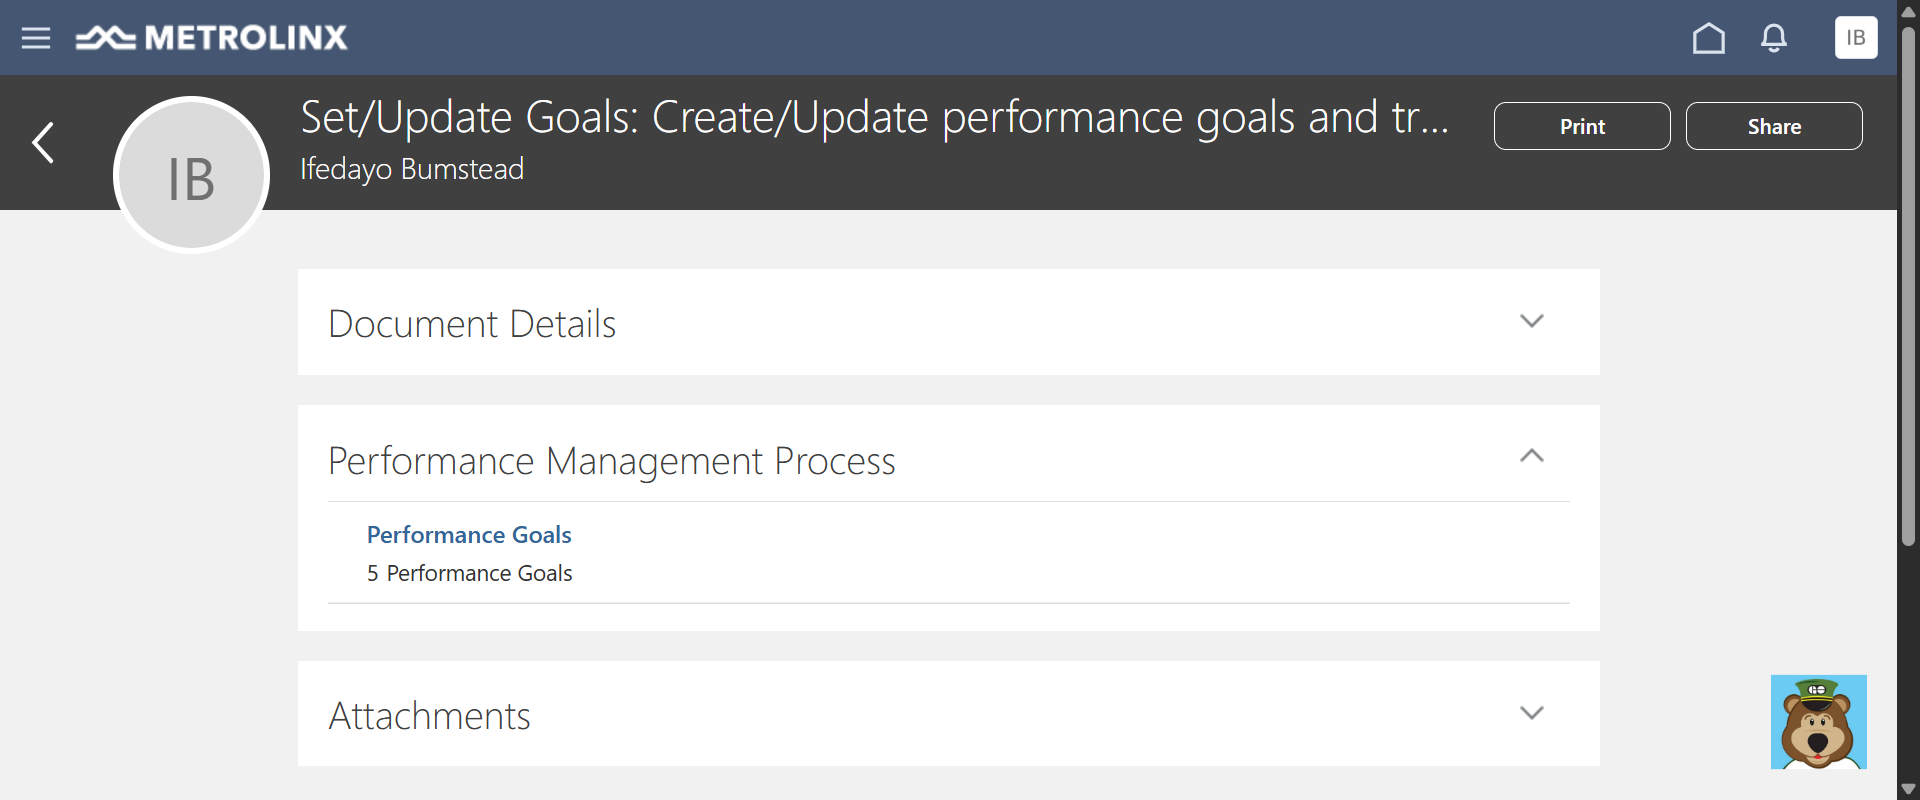 METROLINX
IB
IB
Set/Update Goals: Create/Update performance goals and tr...
Ifedayo Bumstead
Print
Share
Document Details
Performance Management Process
Performance Goals
5 Performance Goals
Attachments
GO